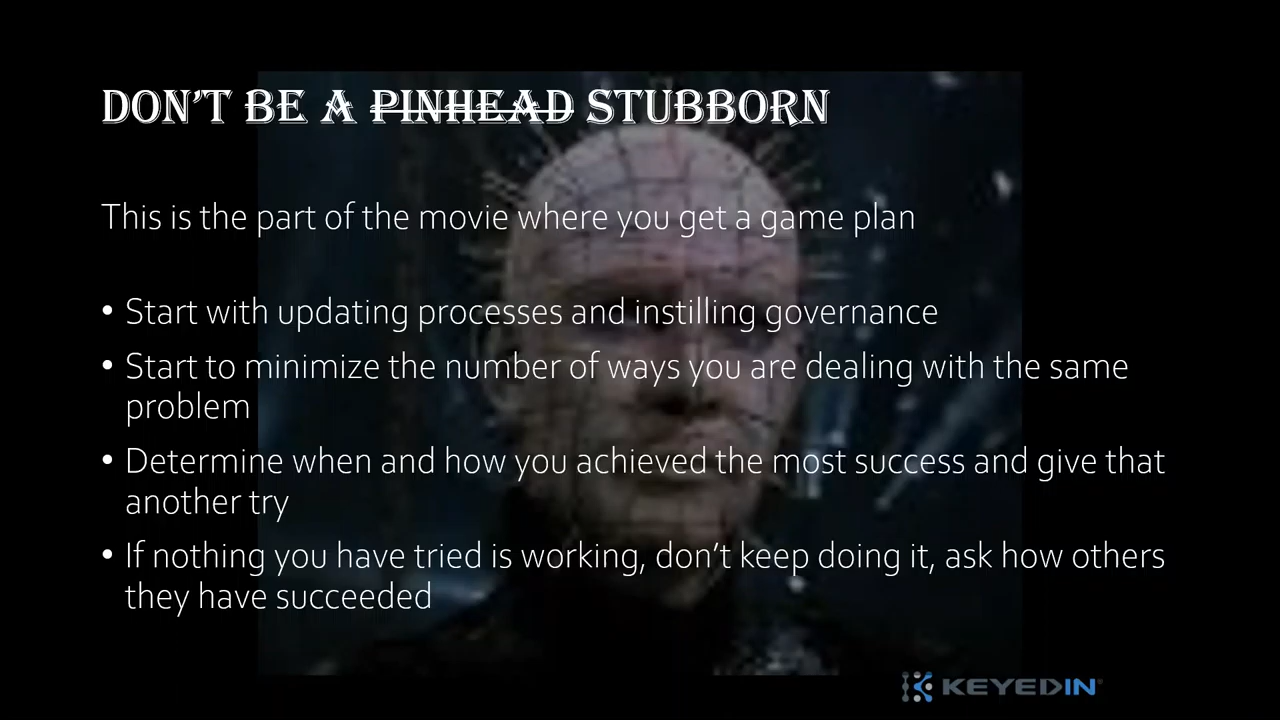 DON'T BE A PINHEAD STUBBORN
This is the part of the movie where you get a game plan
• Start with updating processes and instilling governance
• Start to minimize the number of ways you are dealing with the same
problem
• Determine when and how you achieved the most success and give that
another try
• If nothing you have tried is working, don't keep doing it, ask how others
they have succeeded
KEYEDIN